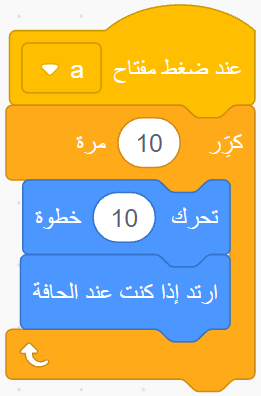 عند ضغط مفتاح a
كرِّر 10 مرة
تحرك 10 خطوة
ارتد إذا كنت عند الحافة